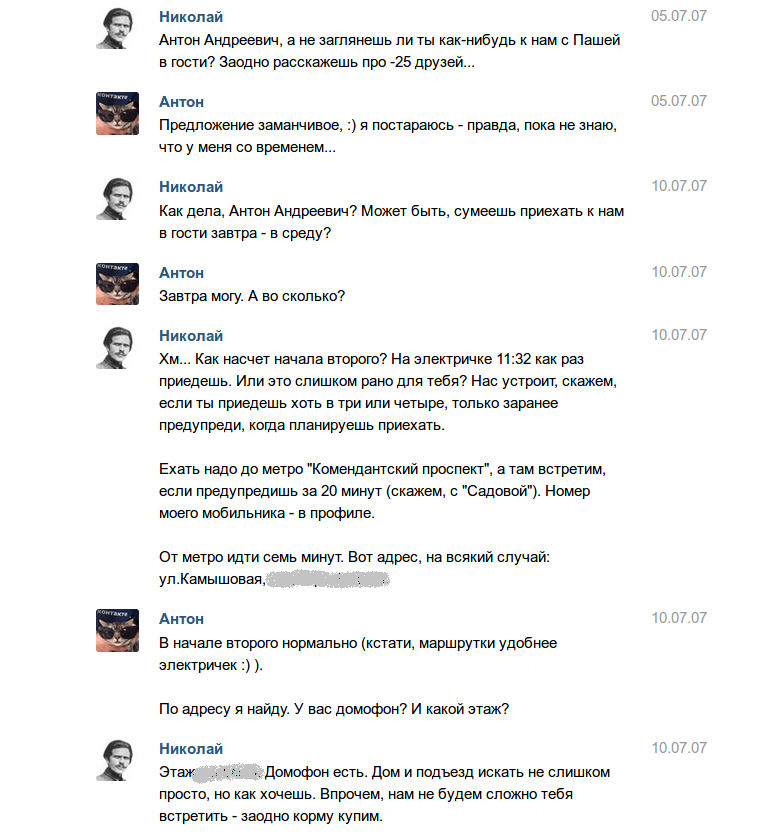 Николай 05.07.07
Антон Андреевич, а не заглянешь ли ты как-нибудь к нам с Пашей
в гости? Заодно расскажешь про -25 друзей...
Антон 05.07.07
Предложение заманчивое, :) я постараюсь - правда, пока не знаю,
что у меня со временем...
Николай 10.07.07
Как дела, Антон Андреевич? Может быть, сумеешь приехать к нам
в гости завтра - в среду?
Антон 10.07.07
Завтра могу. А во сколько?
Николай 10.07.07
Хм... Как насчет начала второго? На электричке 11:32 как раз
приедешь. Или это слишком рано для тебя? Нас устроит, скажем,
если ты приедешь хоть в три или четыре, только заранее
предупреди, когда планируешь приехать.
Ехать надо до метро "Комендантский проспект", а там встретим,
если предупредишь за 20 минут (скажем, с "Садовой"). Номер
моего мобильника - в профиле.
От метро идти семь минут. Вот адрес, на всякий случай:
ул.Камышовая,
Антон 10.07.07
В начале второго нормально (кстати, маршрутки удобнее
электричек :) ).
По адресу я найду. У вас домофон? И какой этаж?
Николай 10.07.07
Этаж Домофон есть. Дом и подъезд искать не слишком
просто, но как хочешь. Впрочем, нам не будем сложно тебя
встретить - заодно корму купим.